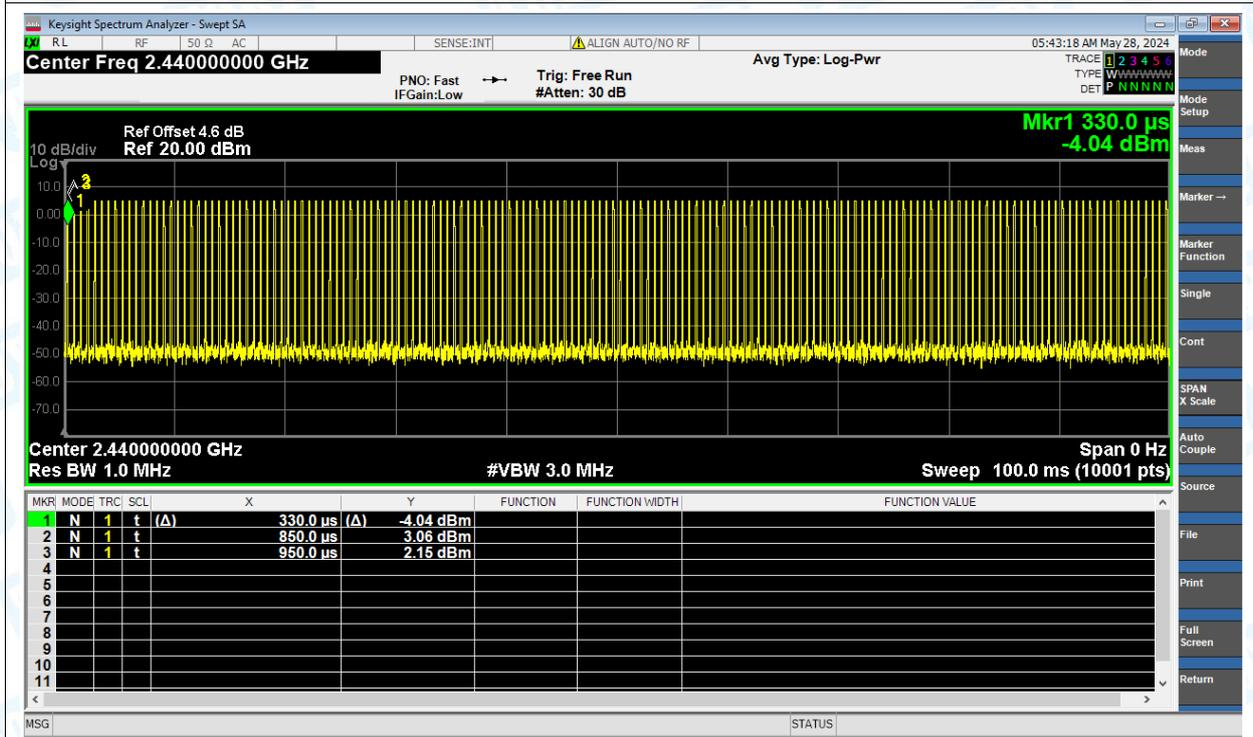 Keysight Spectrum Analyzer - Swept SA
LXI RL RF 50 Ω AC SENSE:INT ALIGN AUTO/NO RF 05:43:18 AM May 28, 2024
Center Freq 2.440000000 GHz
PNO: Fast
IFGain:Low
Trig: Free Run
#Atten: 30 dB
Avg Type: Log-Pwr
TRACE 1 2 3 4 5 6
TYPE WWWWWW
DET P N N N N N
Mkr1 330.0 µs
-4.04 dBm
Ref Offset 4.6 dB
10 dB/div Ref 20.00 dBm
Log
10.0
0.00
-10.0
-20.0
-30.0
-40.0
-50.0
-60.0
-70.0
1
3
Center 2.440000000 GHz Span 0 Hz
Res BW 1.0 MHz #VBW 3.0 MHz Sweep 100.0 ms (10001 pts)
MKR MODE TRC SCL X Y FUNCTION FUNCTION WIDTH FUNCTION VALUE
1 N 1 t (Δ) 330.0 µs (Δ) -4.04 dBm
2 N 1 t 850.0 µs 3.06 dBm
3 N 1 t 950.0 µs 2.15 dBm
4
5
6
7
8
9
10
11
MSG STATUS
Mode
Mode Setup
Meas
Marker →
Marker Function
Single
Cont
SPAN X Scale
Auto Couple
Source
File
Print
Full Screen
Return